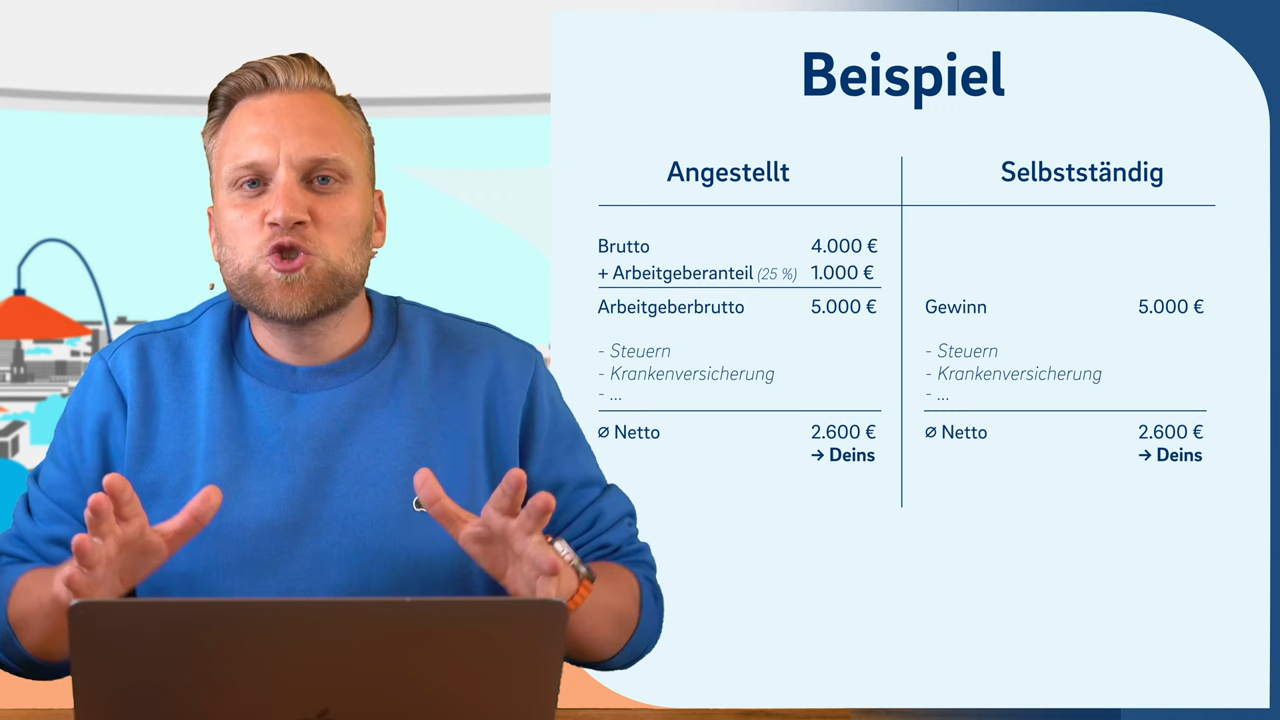 Beispiel
Angestellt
Brutto 4.000 €
+ Arbeitgeberanteil (25 %) 1.000 €
Arbeitgeberbrutto 5.000 €
- Steuern
- Krankenversicherung
- ...
⌀ Netto 2.600 €
→ Deins
Selbstständig
Gewinn 5.000 €
- Steuern
- Krankenversicherung
- ...
⌀ Netto 2.600 €
→ Deins